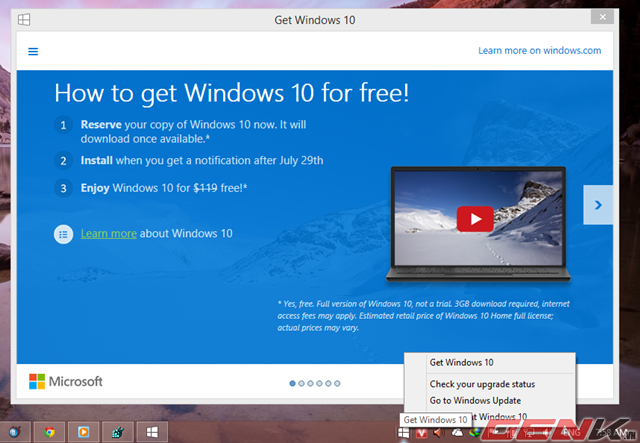 Get Windows 10
Learn more on windows.com
How to get Windows 10 for free!
1 Reserve your copy of Windows 10 now. It will
download once available.*
2 Install when you get a notification after July 29th
3 Enjoy Windows 10 for $119 free!*
Learn more about Windows 10
* Yes, free. Full version of Windows 10, not a trial. 3GB download required, internet
access fees may apply. Estimated retail price of Windows 10 Home full license;
actual prices may vary.
Microsoft
Get Windows 10
Check your upgrade status
Go to Windows Update
Windows 10
Get Windows 10
ENG
7:58 AM
GENK